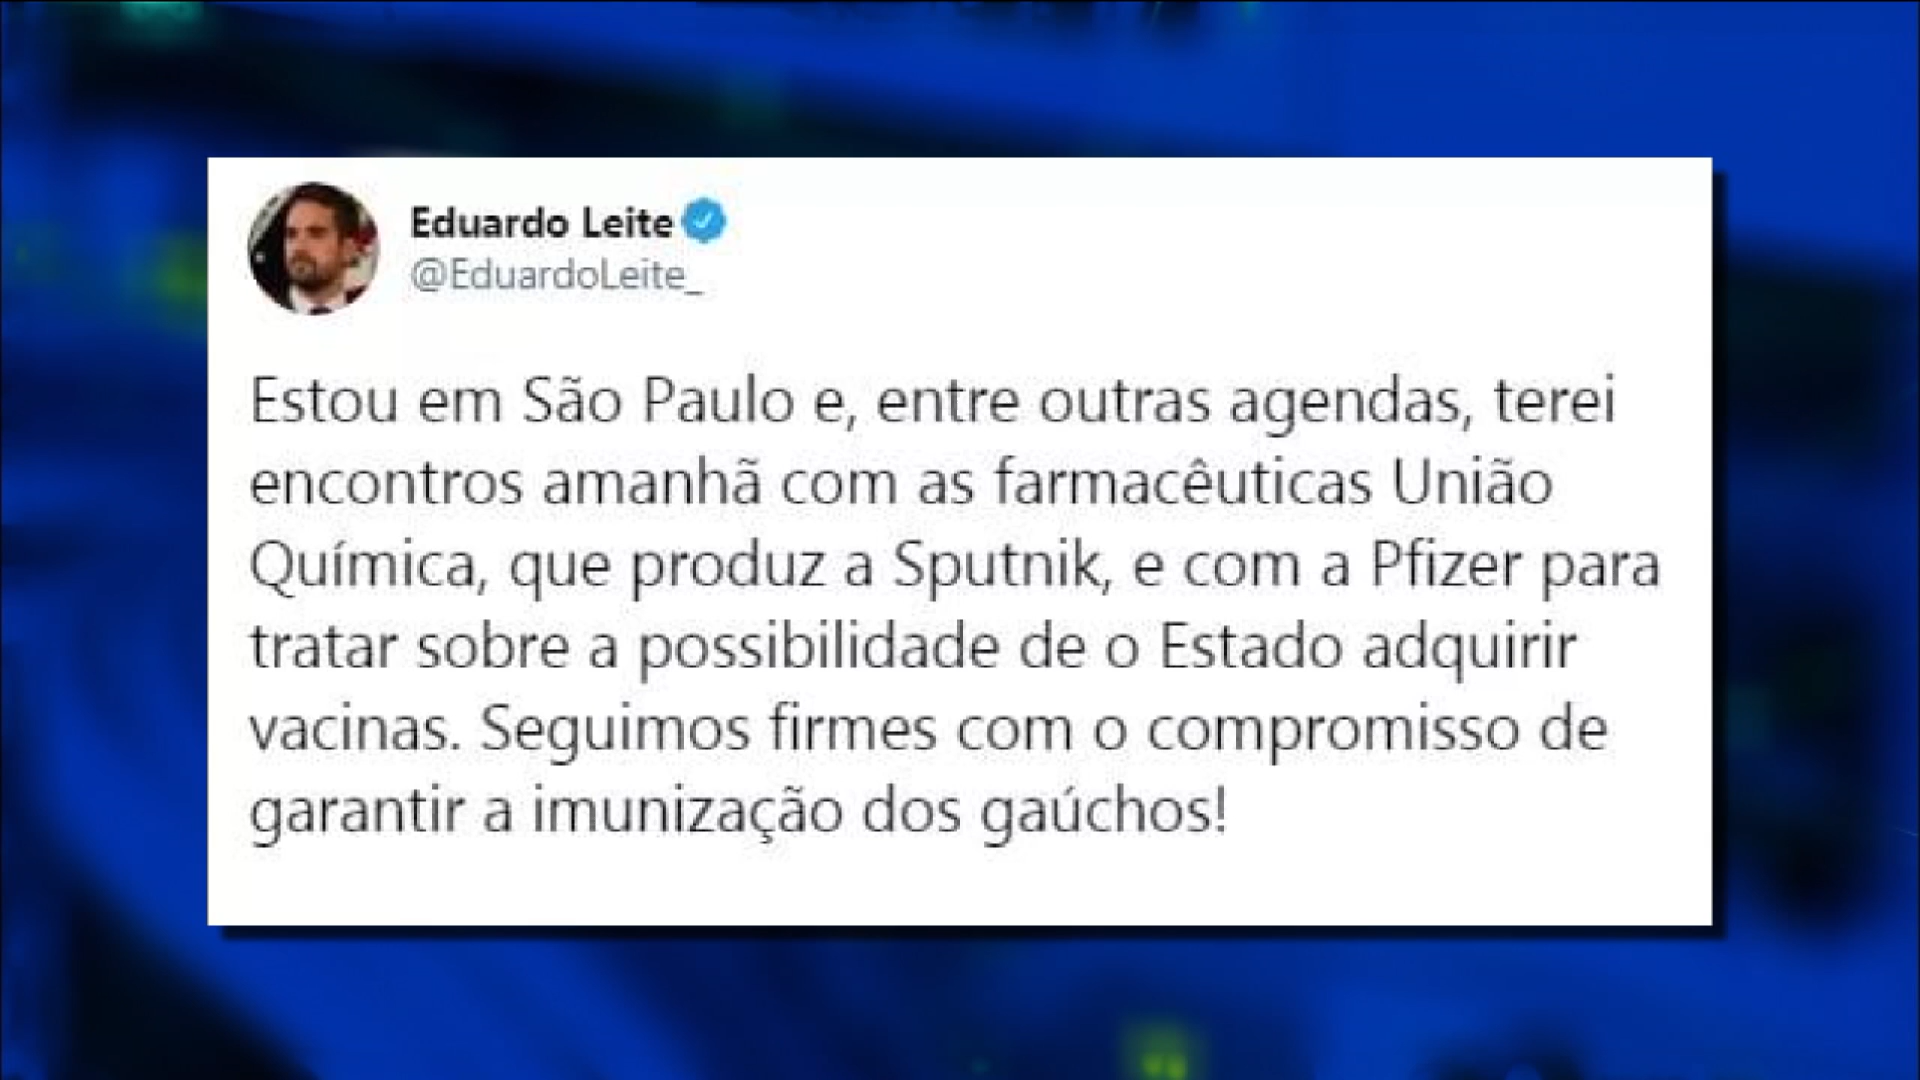 Eduardo Leite
@EduardoLeite_
Estou em São Paulo e, entre outras agendas, terei
encontros amanhã com as farmacêuticas União
Química, que produz a Sputnik, e com a Pfizer para
tratar sobre a possibilidade de o Estado adquirir
vacinas. Seguimos firmes com o compromisso de
garantir a imunização dos gaúchos!